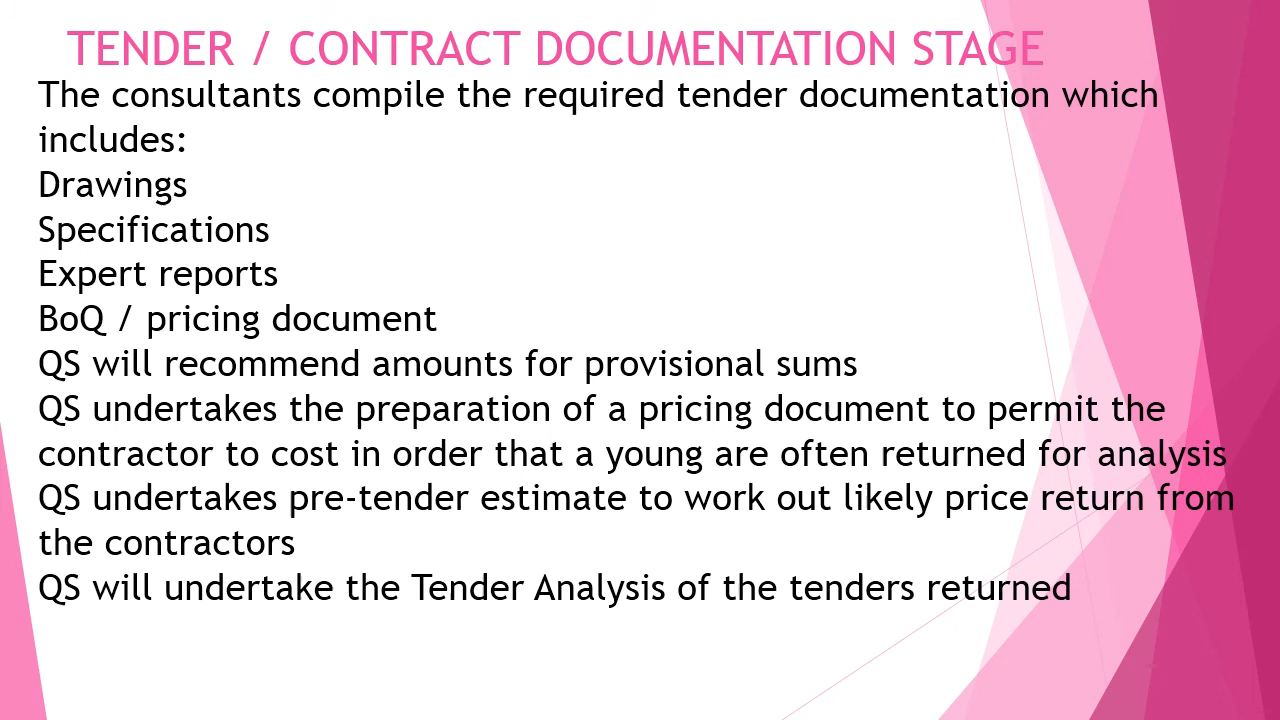 TENDER / CONTRACT DOCUMENTATION STAGE
The consultants compile the required tender documentation which
includes:
Drawings
Specifications
Expert reports
BoQ / pricing document
QS will recommend amounts for provisional sums
QS undertakes the preparation of a pricing document to permit the
contractor to cost in order that a young are often returned for analysis
QS undertakes pre-tender estimate to work out likely price return from
the contractors
QS will undertake the Tender Analysis of the tenders returned